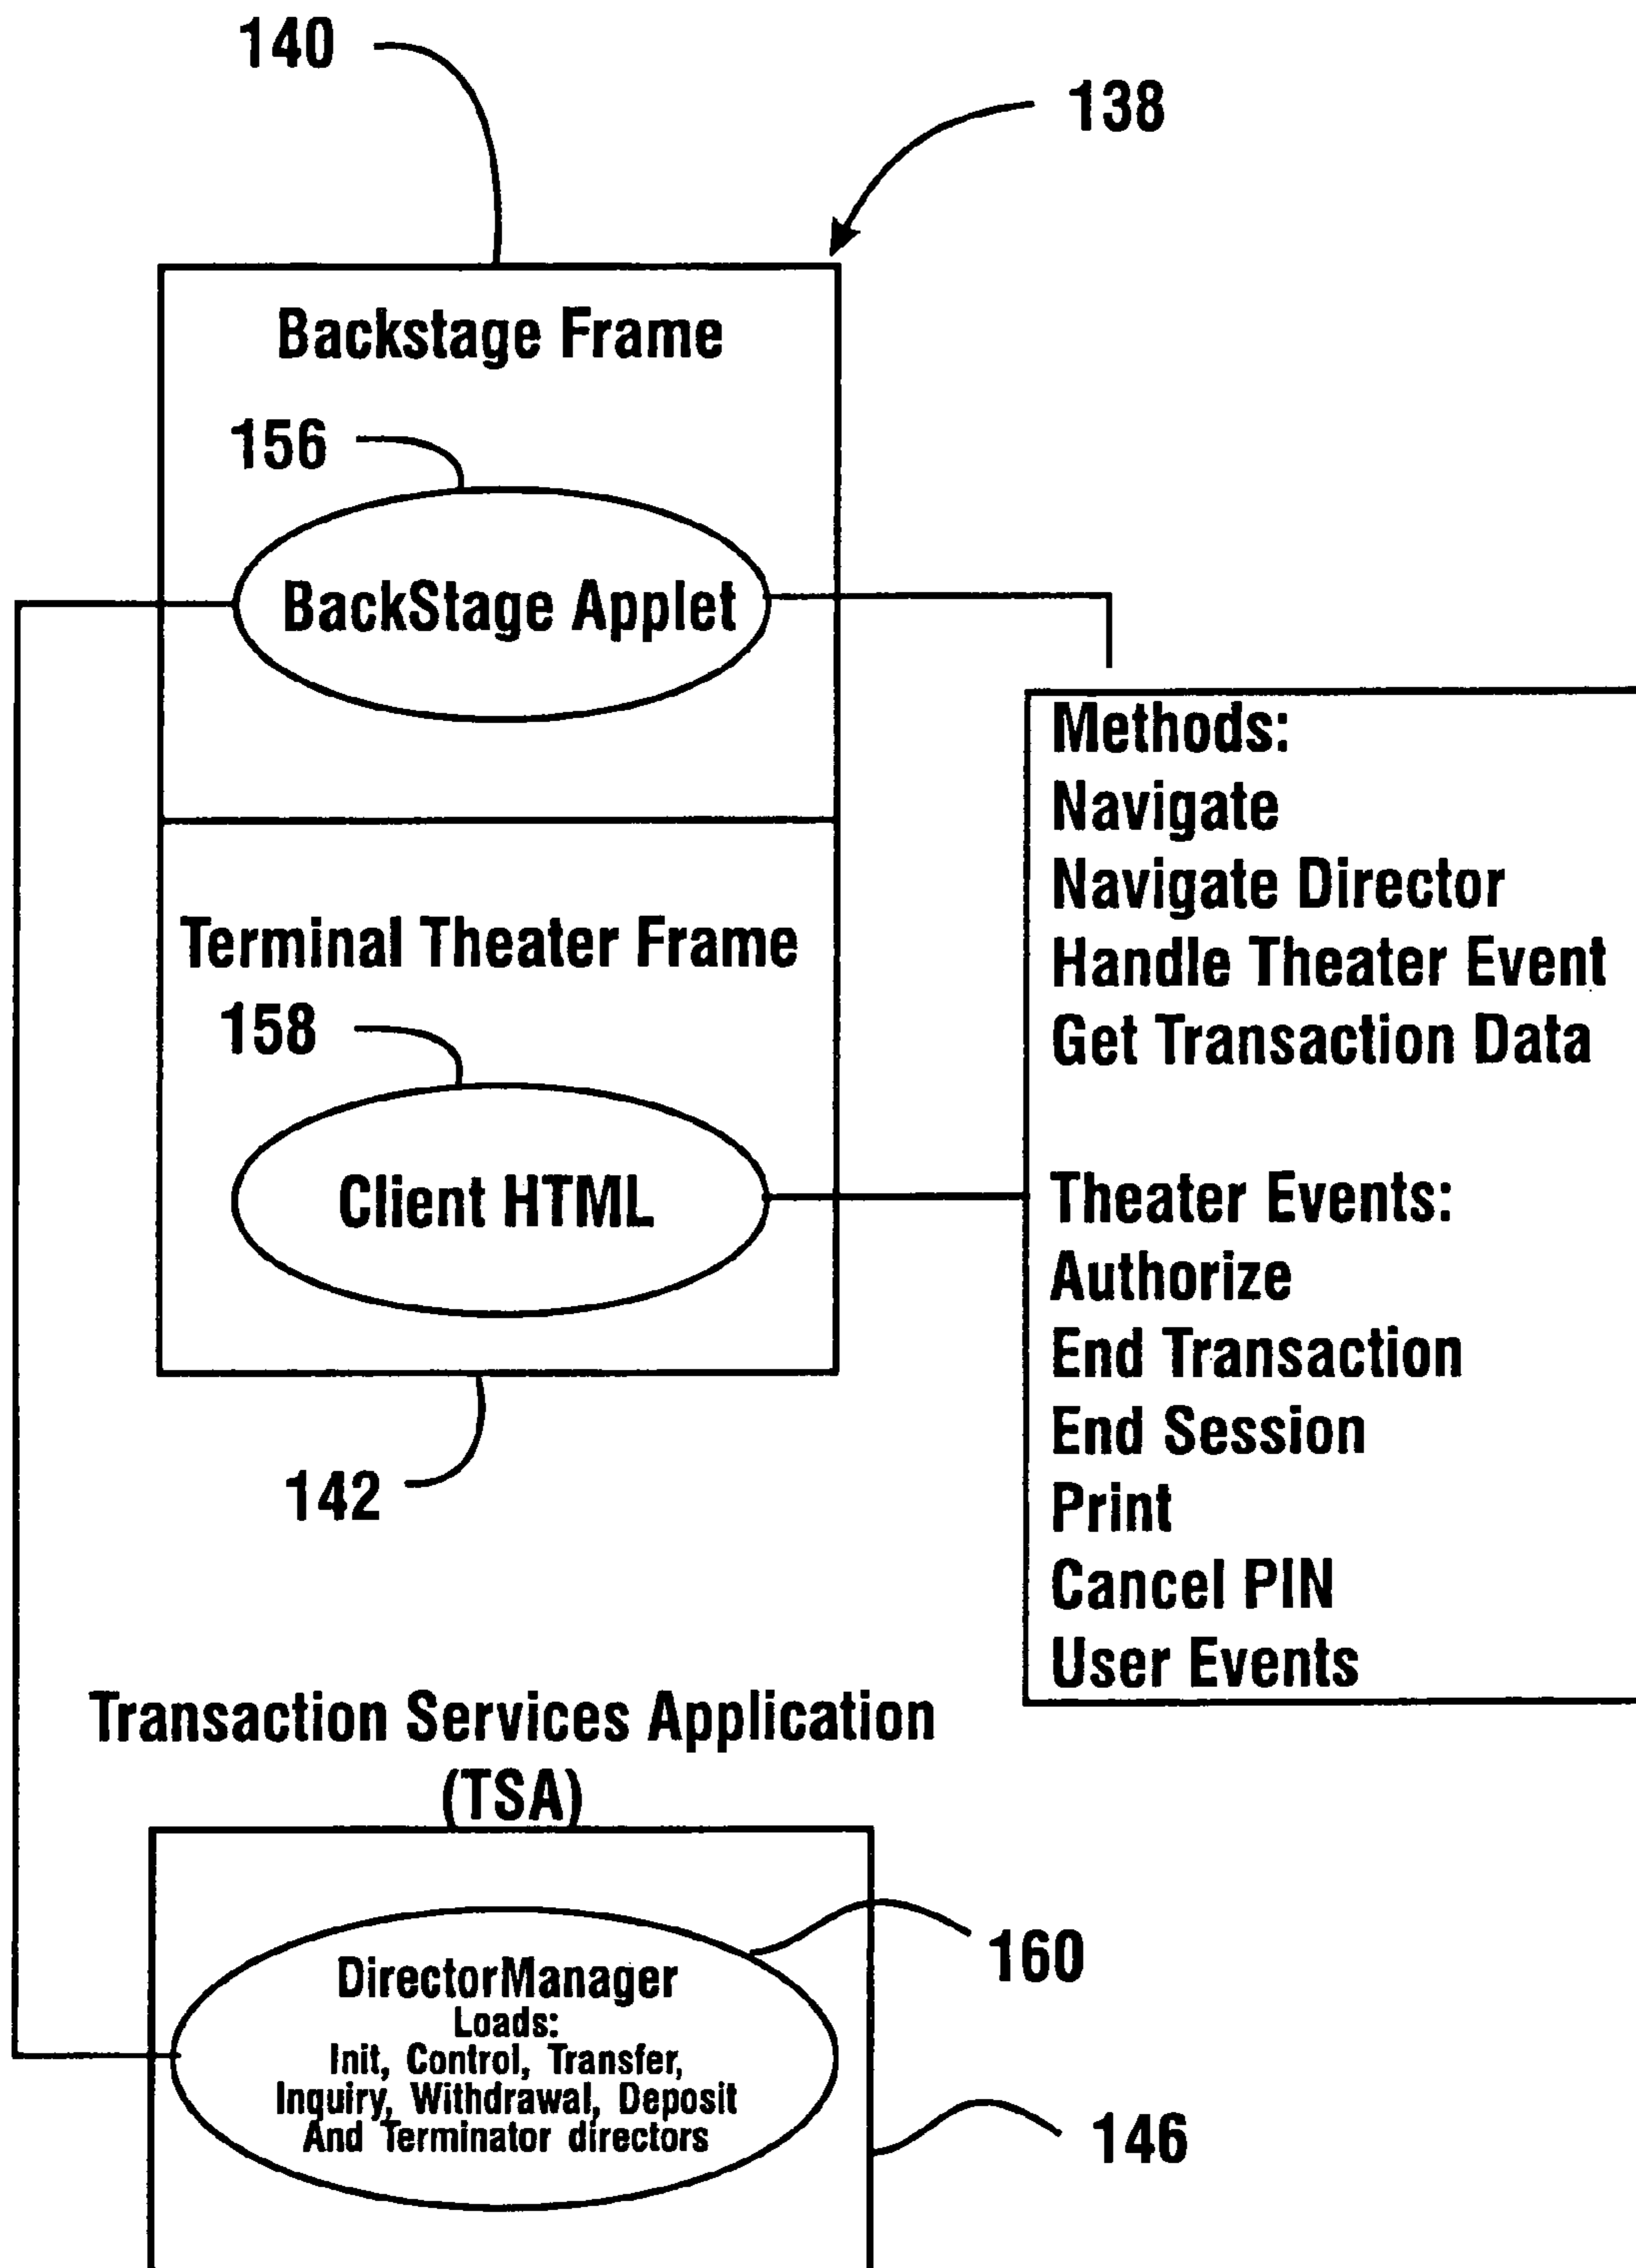 140
138
Backstage Frame
156
BackStage Applet
Methods:
Navigate
Navigate Director
Handle Theater Event
Get Transaction Data
Theater Events:
Authorize
End Transaction
End Session
Print
Cancel PIN
User Events
Terminal Theater Frame
158
Client HTML
142
Transaction Services Application
(TSA)
DirectorManager
Loads:
Init, Control, Transfer,
Inquiry, Withdrawal, Deposit
And Terminator directors
160
146